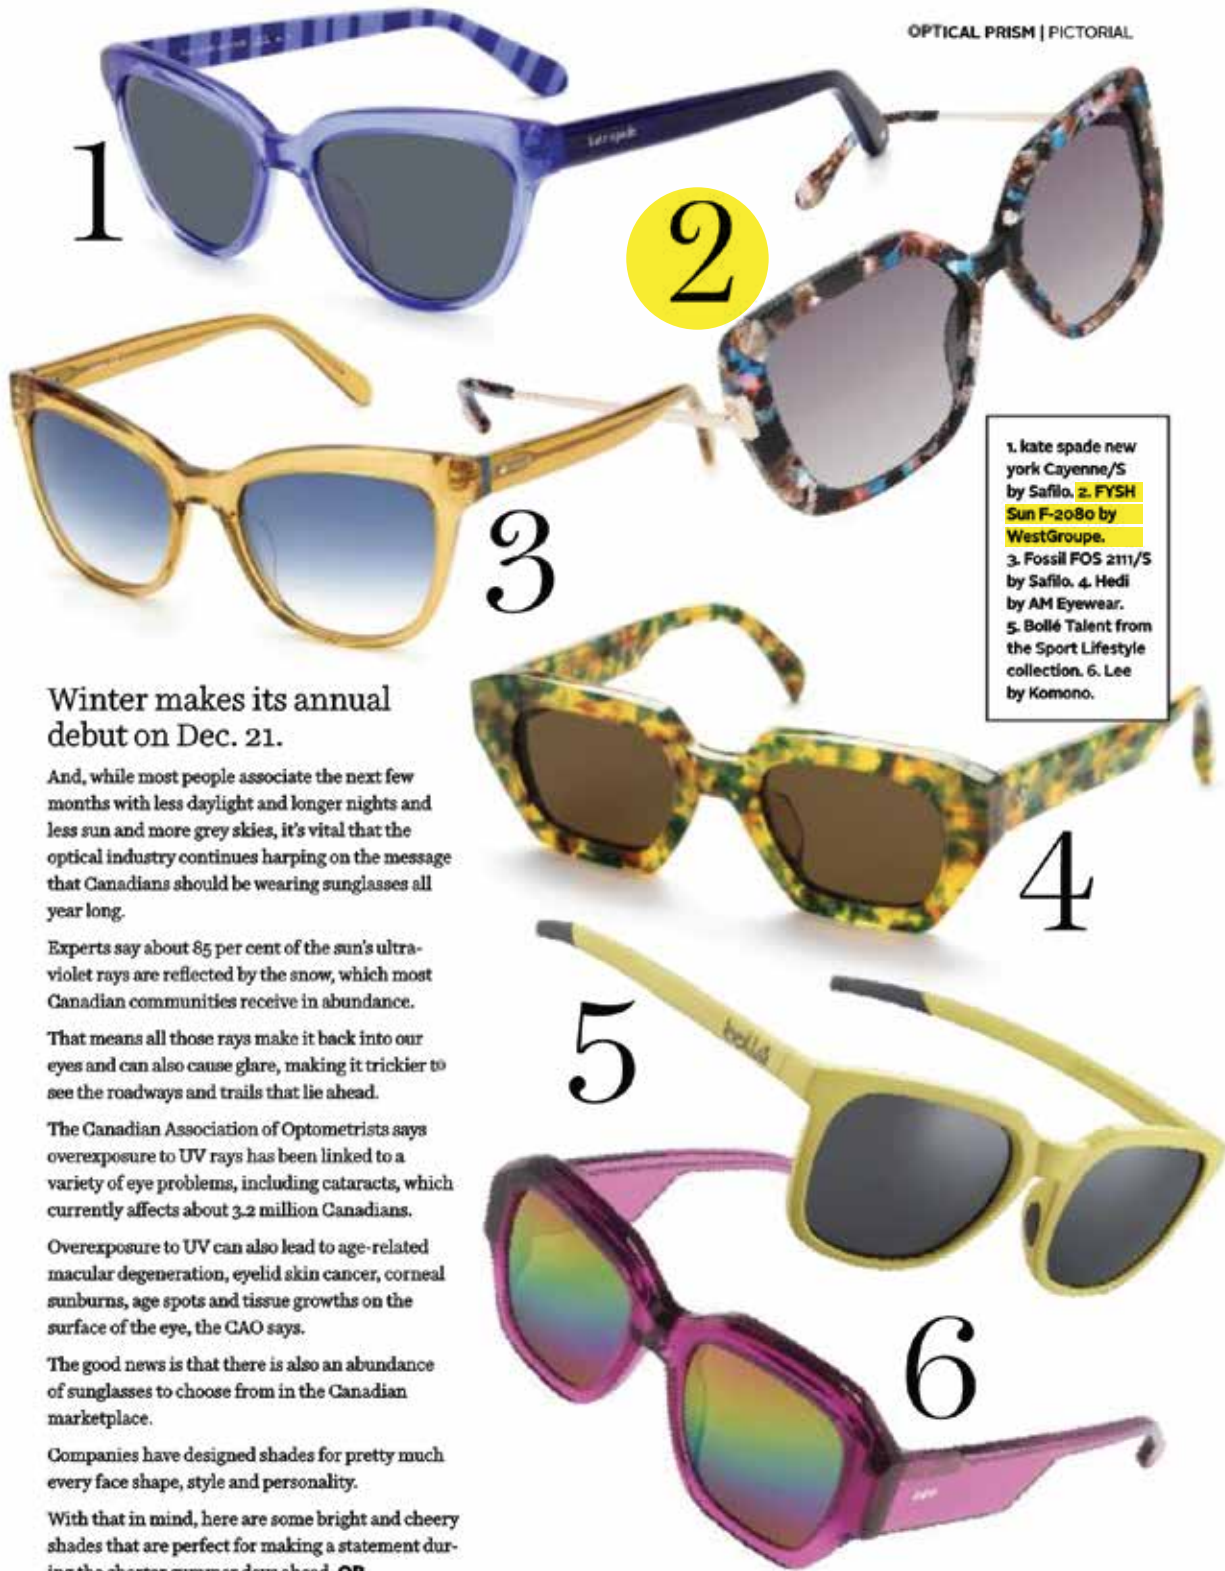 OPTICAL PRISM | PICTORIAL
1
kate spade
2
1. kate spade new
york Cayenne/S
by Safilo. 2. FYSH
Sun F-2080 by
WestGroupe.
3. Fossil FOS 2111/S
by Safilo. 4. Hedi
by AM Eyewear.
5. Bollé Talent from
the Sport Lifestyle
collection. 6. Lee
by Komono.
3
Winter makes its annual
debut on Dec. 21.
And, while most people associate the next few
months with less daylight and longer nights and
less sun and more grey skies, it's vital that the
optical industry continues harping on the message
that Canadians should be wearing sunglasses all
year long.
Experts say about 85 per cent of the sun's ultra-
violet rays are reflected by the snow, which most
Canadian communities receive in abundance.
That means all those rays make it back into our
eyes and can also cause glare, making it trickier to
see the roadways and trails that lie ahead.
The Canadian Association of Optometrists says
overexposure to UV rays has been linked to a
variety of eye problems, including cataracts, which
currently affects about 3.2 million Canadians.
Overexposure to UV can also lead to age-related
macular degeneration, eyelid skin cancer, corneal
sunburns, age spots and tissue growths on the
surface of the eye, the CAO says.
The good news is that there is also an abundance
of sunglasses to choose from in the Canadian
marketplace.
Companies have designed shades for pretty much
every face shape, style and personality.
With that in mind, here are some bright and cheery
shades that are perfect for making a statement dur-
4
5
bollé
6